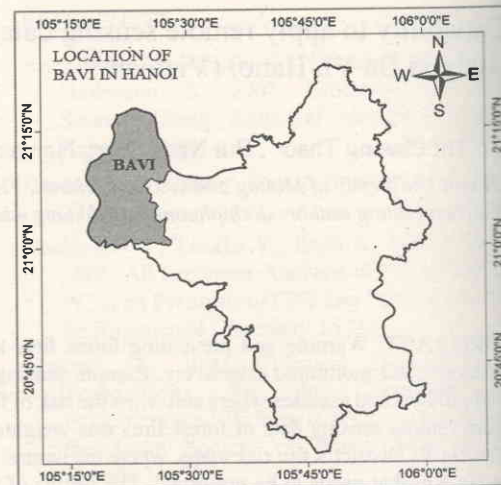 105°15'0"E 105°30'0"E 105°45'0"E 106°0'0"E
LOCATION OF
BAVI IN HANOI
N
W E
S
21°15'0"N 21°15'0"N
BAVI
21°0'0"N 21°0'0"N
20°45'0"N 20°45'0"N
105°15'0"E 105°30'0"E 105°45'0"E 106°0'0"E